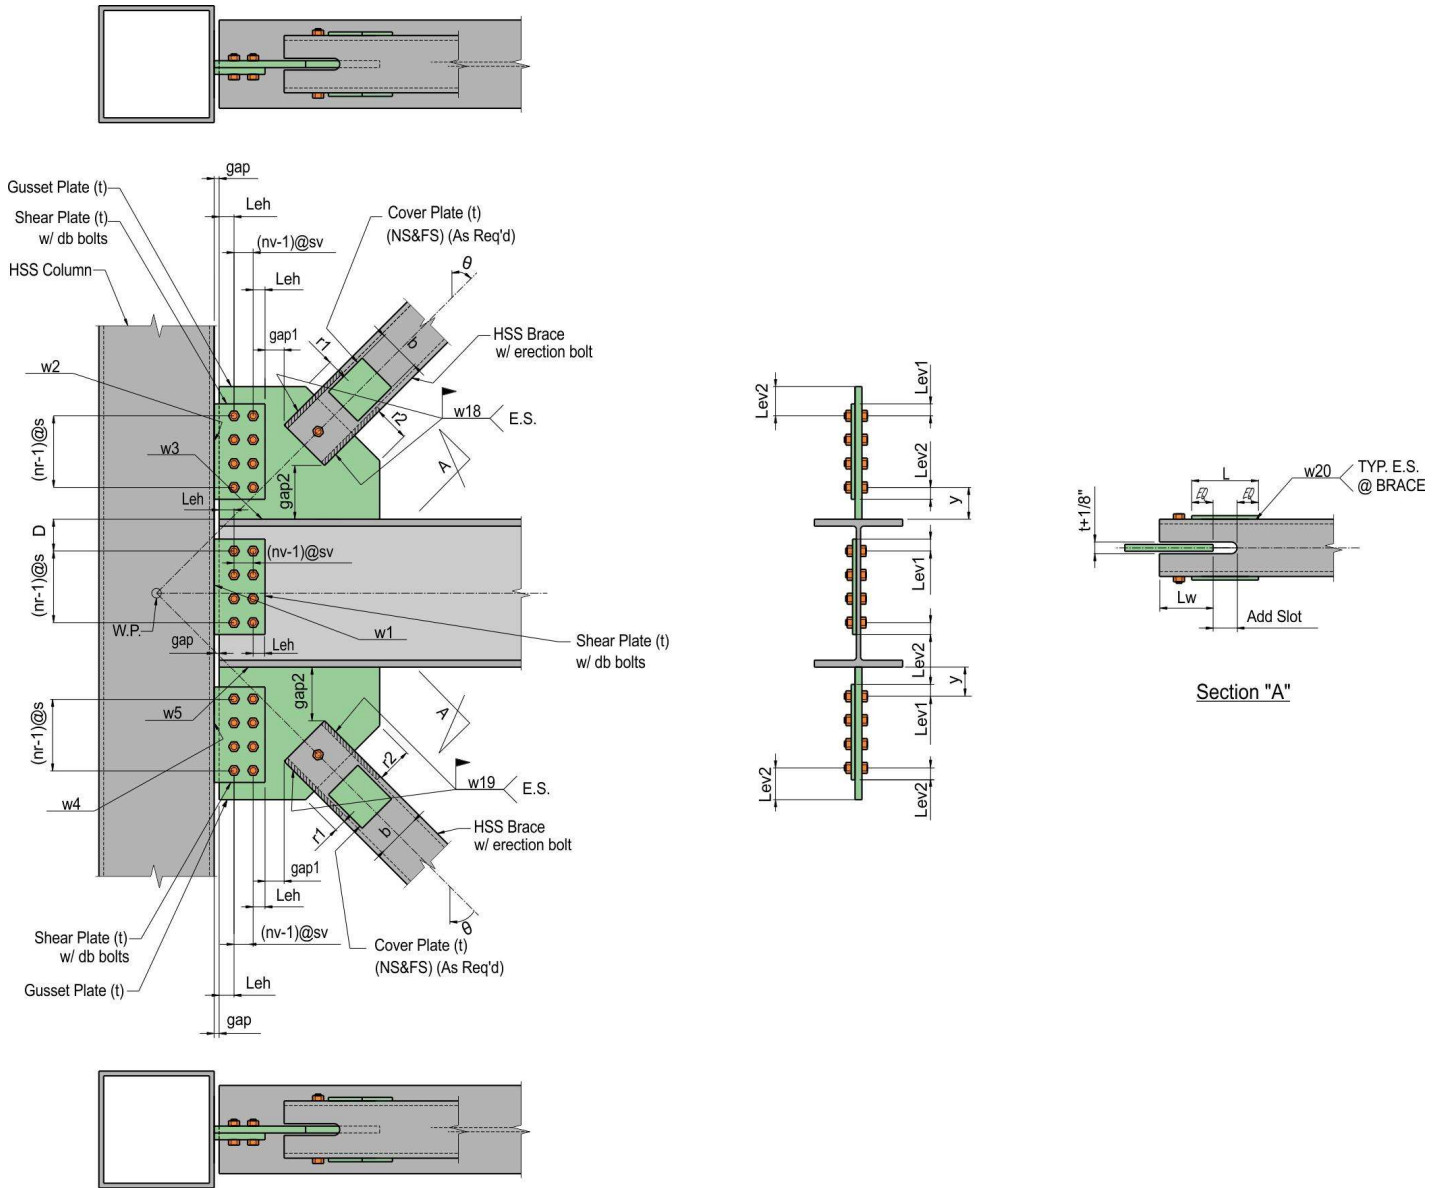 gap
Gusset Plate (t)
Leh
Shear Plate (t)
w/ db bolts
(nv-1)@sv
HSS Column
Leh
Cover Plate (t)
(NS&FS) (As Req'd)
θ
gap1
r1
b
HSS Brace
w/ erection bolt
w2
w18
E.S.
r2
(nr-1)@s
w3
A
Leh
gap2
D
(nv-1)@sv
(nr-1)@s
W.P.
w1
gap
Leh
Shear Plate (t)
w/ db bolts
gap2
A
w5
(nr-1)@s
r2
w4
w19
E.S.
r1
b
HSS Brace
w/ erection bolt
gap1
Leh
θ
Shear Plate (t)
w/ db bolts
(nv-1)@sv
Cover Plate (t)
(NS&FS) (As Req'd)
Gusset Plate (t)
Leh
gap
Lev2
Lev1
Lev2
y
Lev1
Lev2
y
Lev1
Lev2
Lev2
L
w20
TYP. E.S.
@ BRACE
EQ
EQ
t+1/8"
Lw
Add Slot
Section "A"